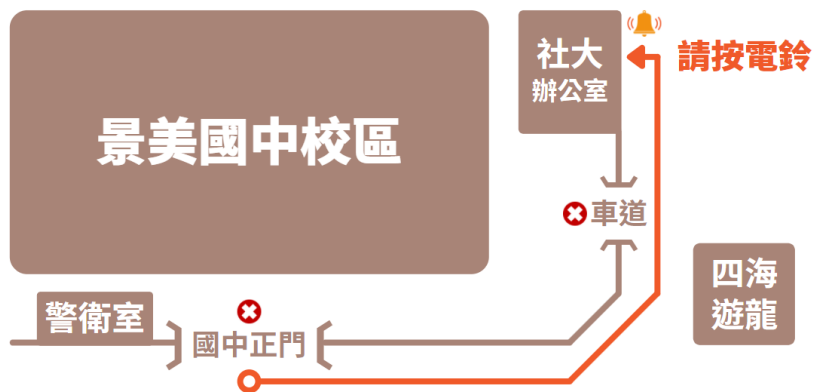 景美國中校區
社大
辦公室
請按電鈴
車道
四海
遊龍
警衛室
國中正門